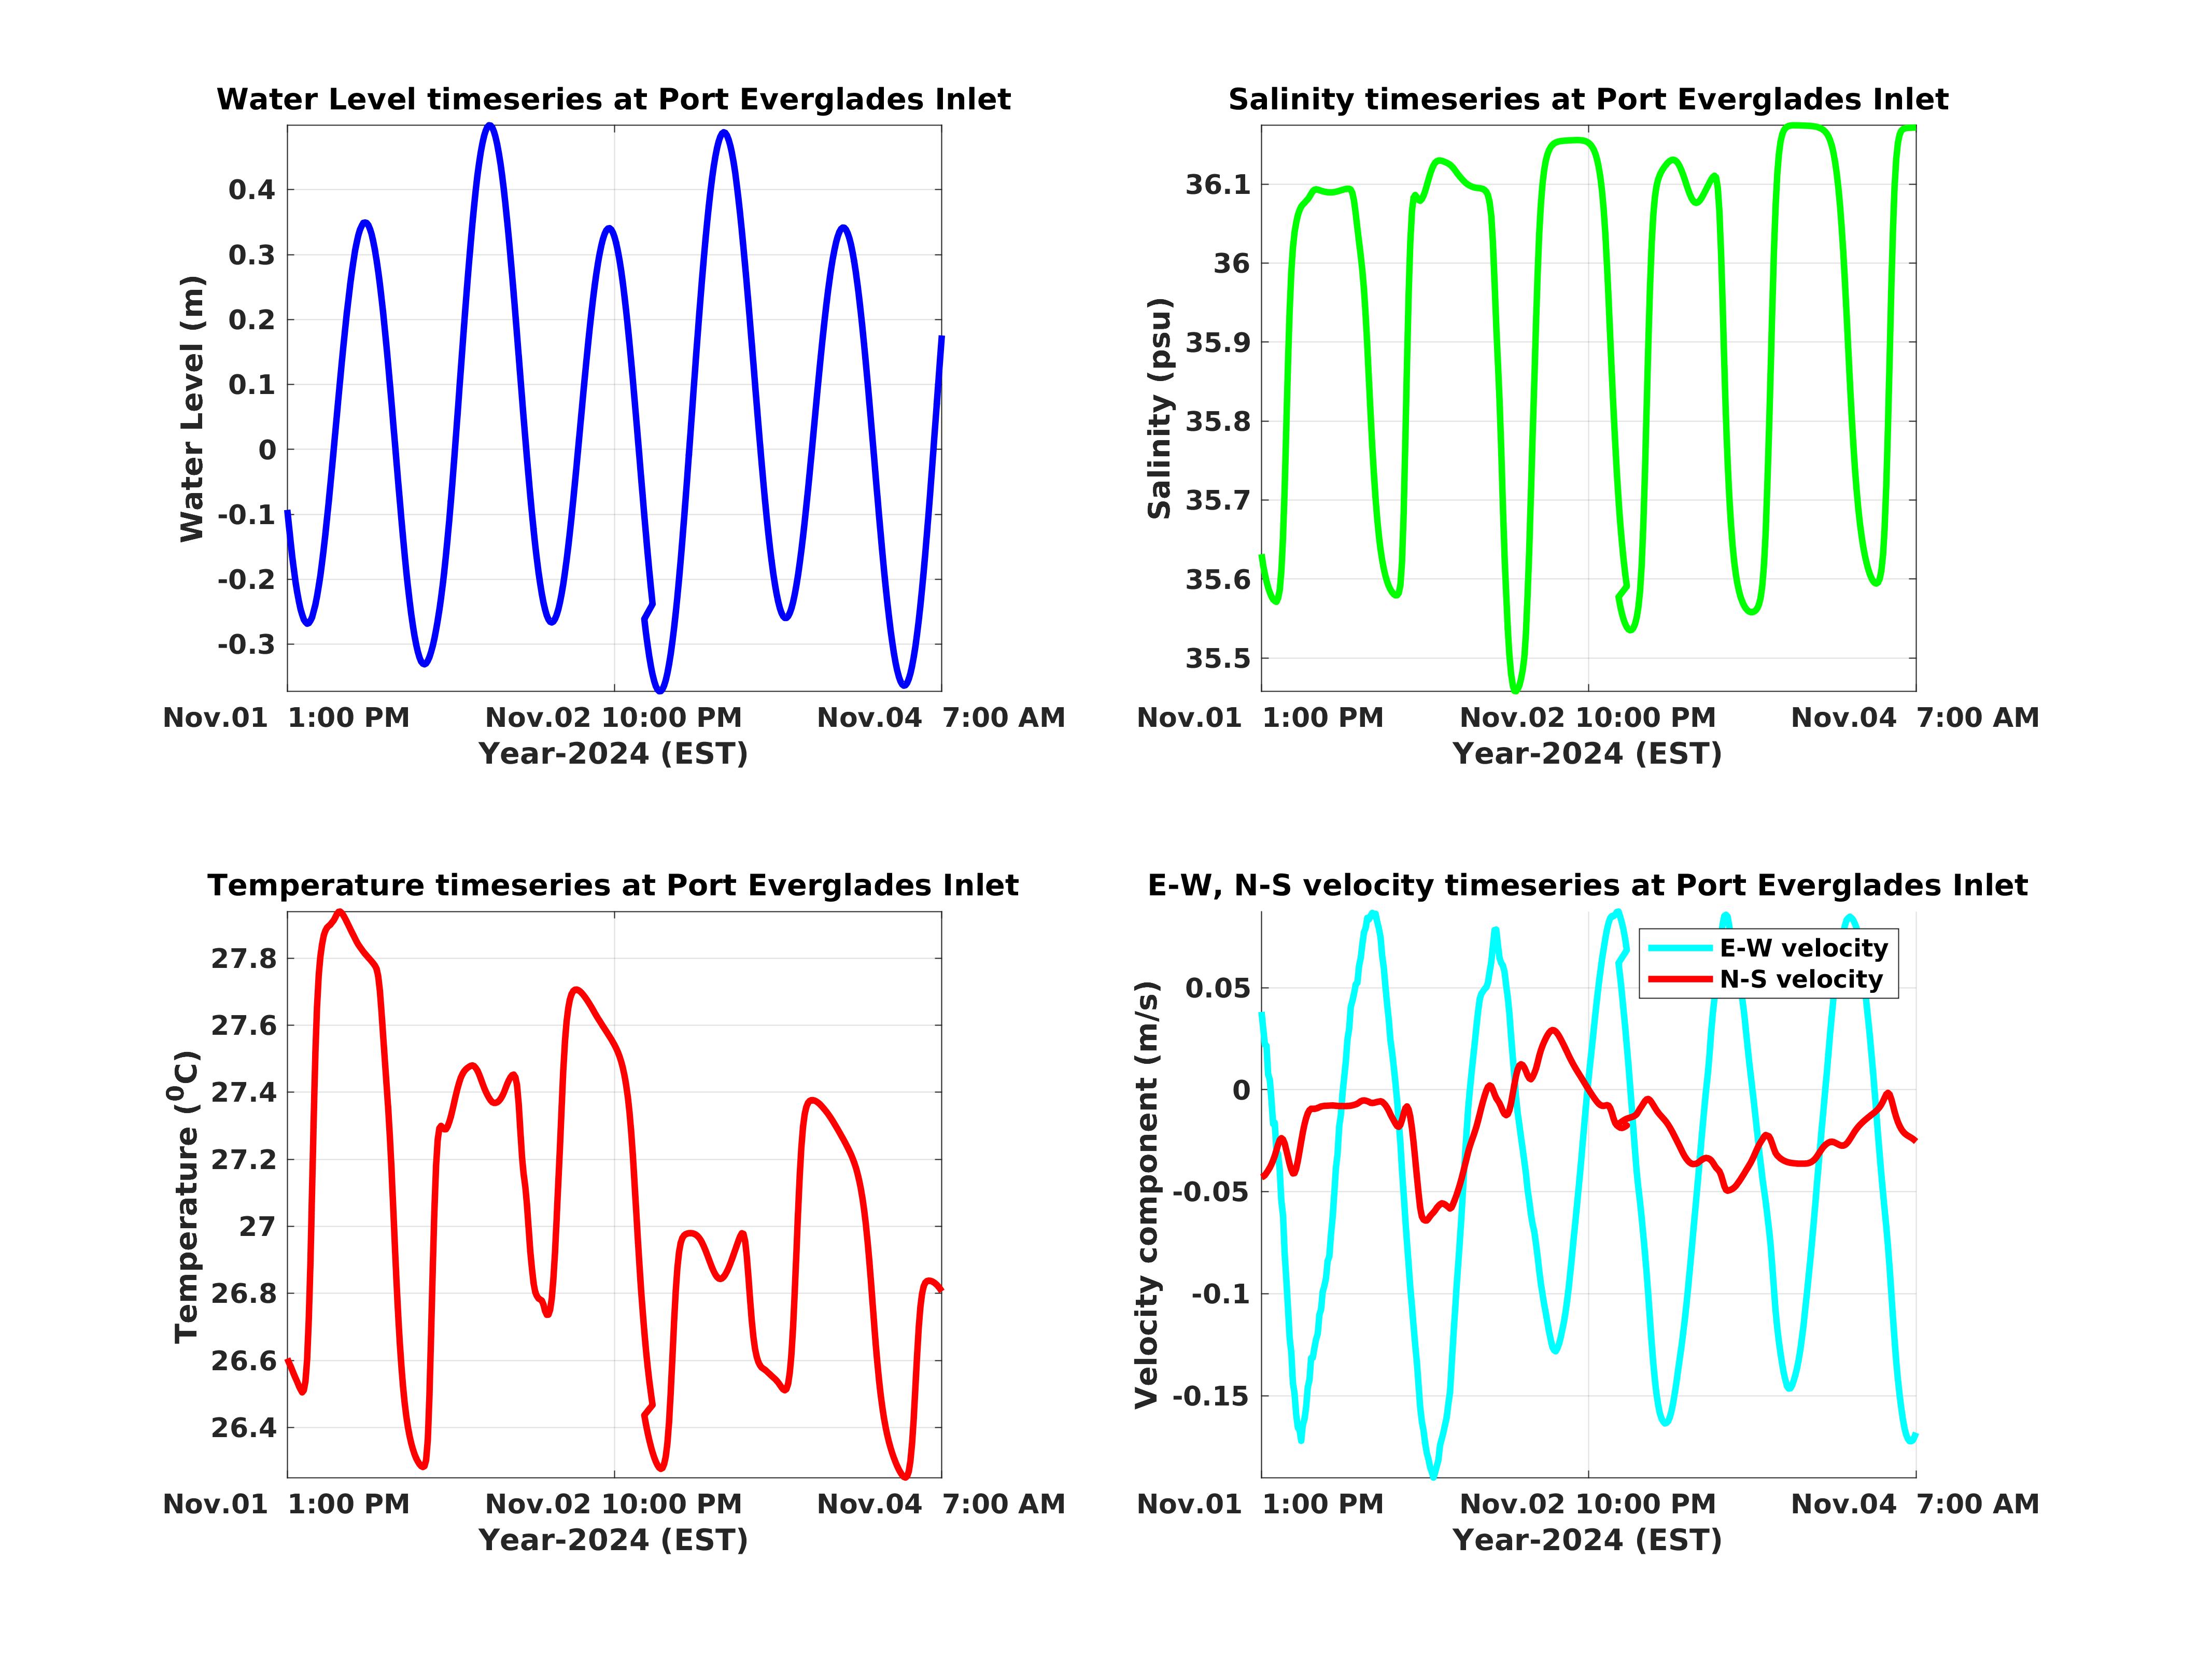 Water Level timeseries at Port Everglades Inlet
Water Level (m)
0.4
0.3
0.2
0.1
0
-0.1
-0.2
-0.3
Nov.01 1:00 PM
Nov.02 10:00 PM
Nov.04 7:00 AM
Year-2024 (EST)
Salinity timeseries at Port Everglades Inlet
Salinity (psu)
36.1
36
35.9
35.8
35.7
35.6
35.5
Nov.01 1:00 PM
Nov.02 10:00 PM
Nov.04 7:00 AM
Year-2024 (EST)
Temperature timeseries at Port Everglades Inlet
Temperature (⁰C)
27.8
27.6
27.4
27.2
27
26.8
26.6
26.4
Nov.01 1:00 PM
Nov.02 10:00 PM
Nov.04 7:00 AM
Year-2024 (EST)
E-W, N-S velocity timeseries at Port Everglades Inlet
Velocity component (m/s)
E-W velocity
N-S velocity
0.05
0
-0.05
-0.1
-0.15
Nov.01 1:00 PM
Nov.02 10:00 PM
Nov.04 7:00 AM
Year-2024 (EST)